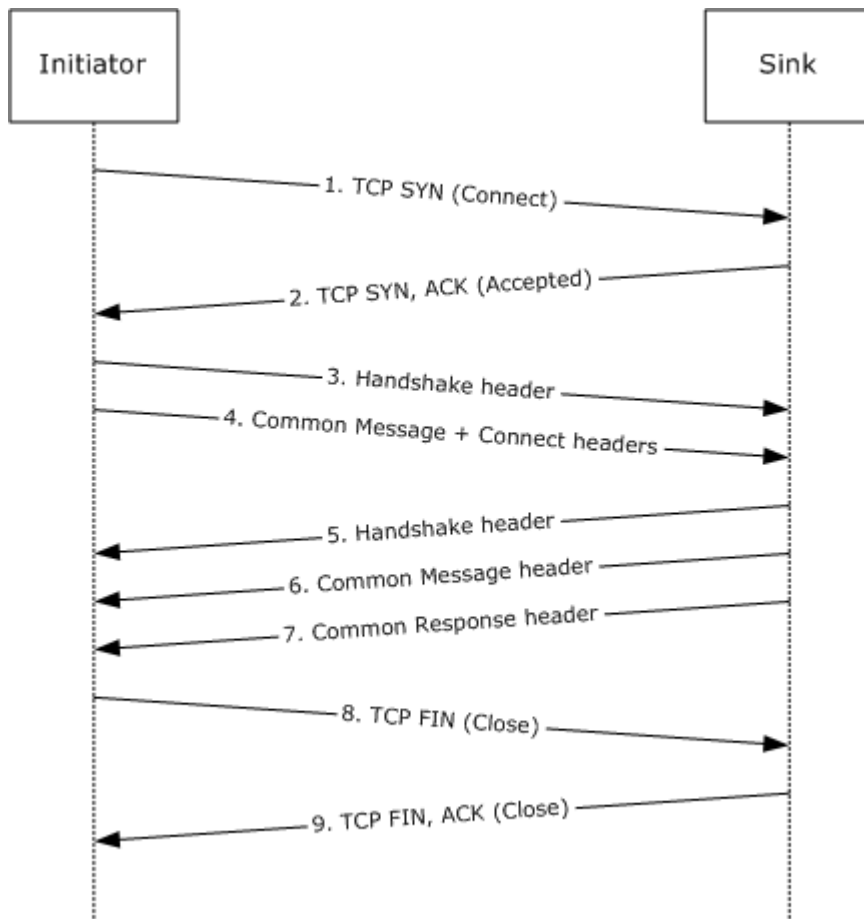 Initiator
Sink
1. TCP SYN (Connect)
2. TCP SYN, ACK (Accepted)
3. Handshake header
4. Common Message + Connect headers
5. Handshake header
6. Common Message header
7. Common Response header
8. TCP FIN (Close)
9. TCP FIN, ACK (Close)